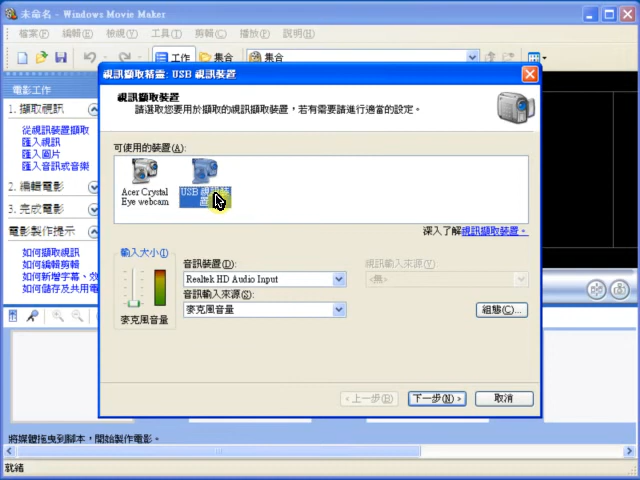 未命名 - Windows Movie Maker
檔案(F) 編輯(E) 檢視(V) 工具(T) 剪輯(C) 播放(P) 說明(H)
工作 集合 集合
視訊擷取精靈: USB 視訊裝置
視訊擷取裝置
請選取您要用於擷取的視訊擷取裝置，若有需要請進行適當的設定。
電影工作
1. 擷取視訊
從視訊裝置擷取
匯入視訊
匯入圖片
匯入音訊或音樂
2. 編輯電影
3. 完成電影
電影製作提示
如何擷取視訊
如何編輯剪輯
如何新增字幕、效
如何儲存及共用電
可使用的裝置(A):
Acer Crystal
Eye webcam
USB 視訊裝
置
深入了解視訊擷取裝置。
輸入大小(I)
麥克風音量
音訊裝置(D):
Realtek HD Audio Input
音訊輸入來源(S):
麥克風音量
視訊輸入來源(V)
<無>
組態(C)...
<上一步(B) 下一步(N)> 取消
將媒體拖曳到腳本，開始製作電影。
就緒